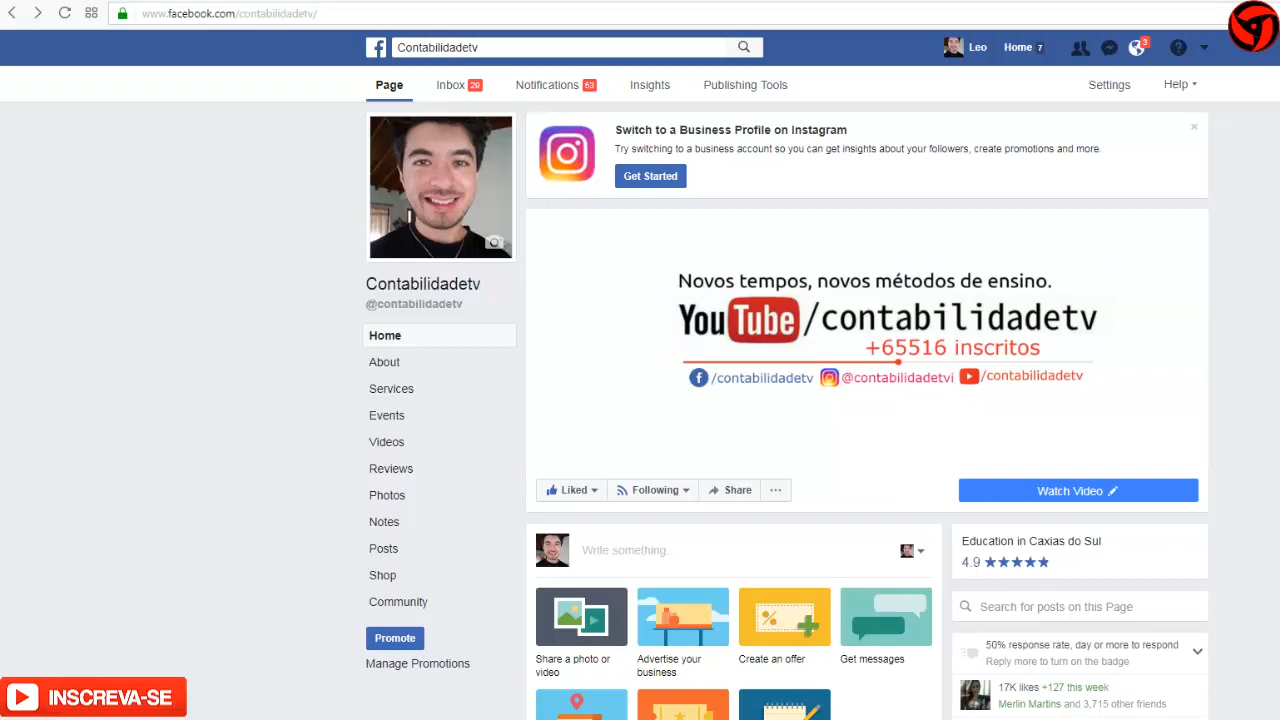 www.facebook.com/contabilidadetv/
Contabilidadetv
Leo
Home 7
3
Page
Inbox 29
Notifications 63
Insights
Publishing Tools
Settings
Help
Switch to a Business Profile on Instagram
Try switching to a business account so you can get insights about your followers, create promotions and more.
Get Started
Contabilidadetv
@contabilidadetv
Home
About
Services
Events
Videos
Reviews
Photos
Notes
Posts
Shop
Community
Promote
Manage Promotions
INSCREVA-SE
Novos tempos, novos métodos de ensino.
YouTube/contabilidadetv
+65516 inscritos
/contabilidadetv @contabilidadetvi /contabilidadetv
Liked
Following
Share
Watch Video
Write something...
Share a photo or video
Advertise your business
Create an offer
Get messages
Education in Caxias do Sul
4.9
Search for posts on this Page
50% response rate, day or more to respond
Reply more to turn on the badge
17K likes +127 this week
Merlin Martins and 3,715 other friends